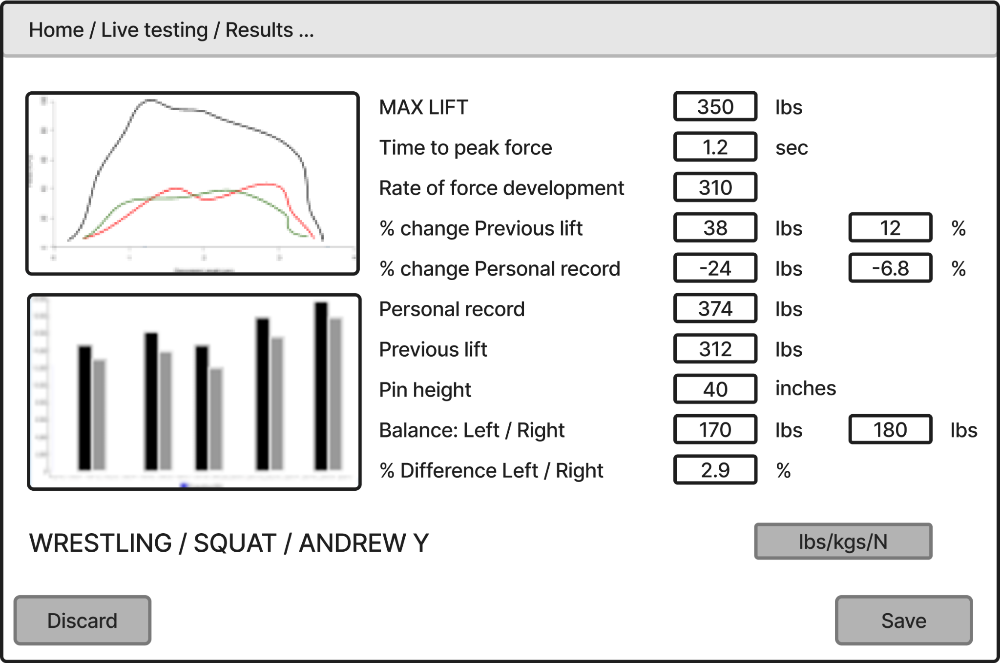 Home / Live testing / Results ...
MAX LIFT 350 lbs
Time to peak force 1.2 sec
Rate of force development 310
% change Previous lift 38 lbs 12 %
% change Personal record -24 lbs -6.8 %
Personal record 374 lbs
Previous lift 312 lbs
Pin height 40 inches
Balance: Left / Right 170 lbs 180 lbs
% Difference Left / Right 2.9 %
WRESTLING / SQUAT / ANDREW Y
lbs/kgs/N
Discard
Save